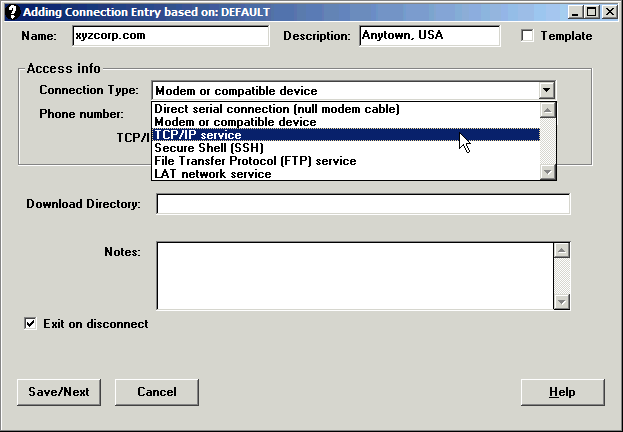 Adding Connection Entry based on: DEFAULT
Name: xyzcorp.com Description: Anytown, USA Template
Access info
Connection Type: Modem or compatible device
Direct serial connection (null modem cable)
Phone number: Modem or compatible device
TCP/I TCP/IP service
Secure Shell (SSH)
File Transfer Protocol (FTP) service
LAT network service
Download Directory:
Notes:
Exit on disconnect
Save/Next Cancel Help